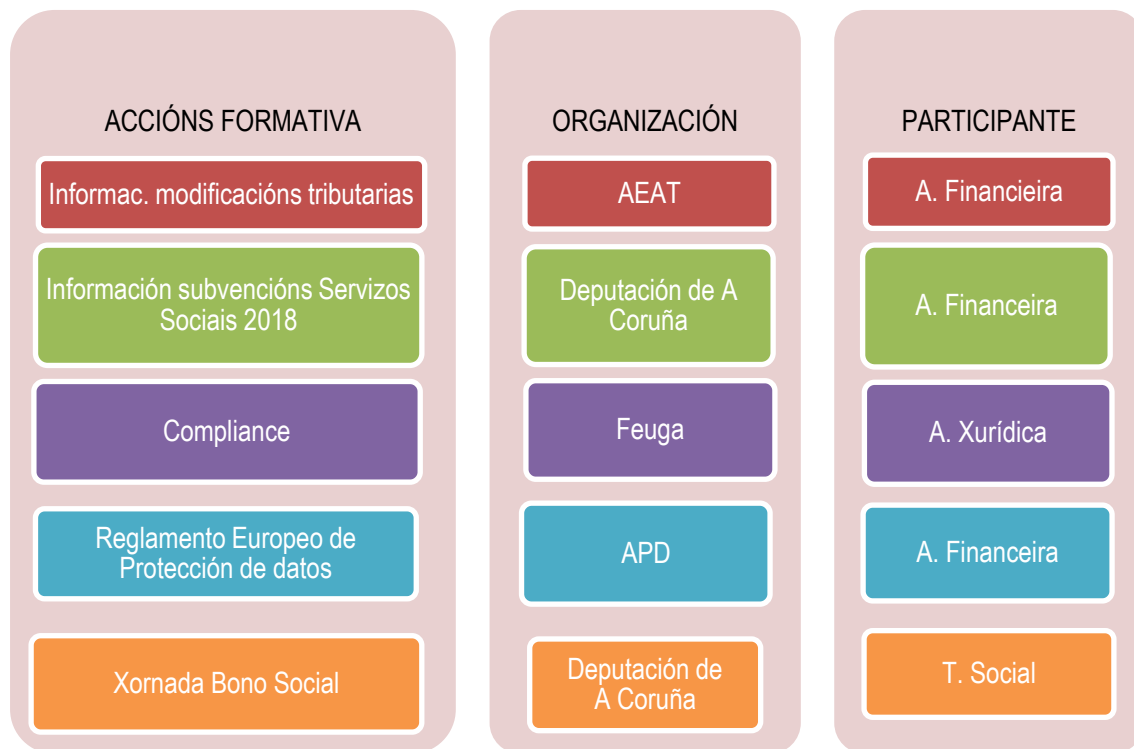 ACCIÓNS FORMATIVA
ORGANIZACIÓN
PARTICIPANTE
Informac. modificacións tributarias
AEAT
A. Financieira
Información subvencións Servizos
Sociais 2018
Deputación de A
Coruña
A. Financeira
Compliance
Feuga
A. Xurídica
Reglamento Europeo de
Protección de datos
APD
A. Financeira
Xornada Bono Social
Deputación de
A Coruña
T. Social